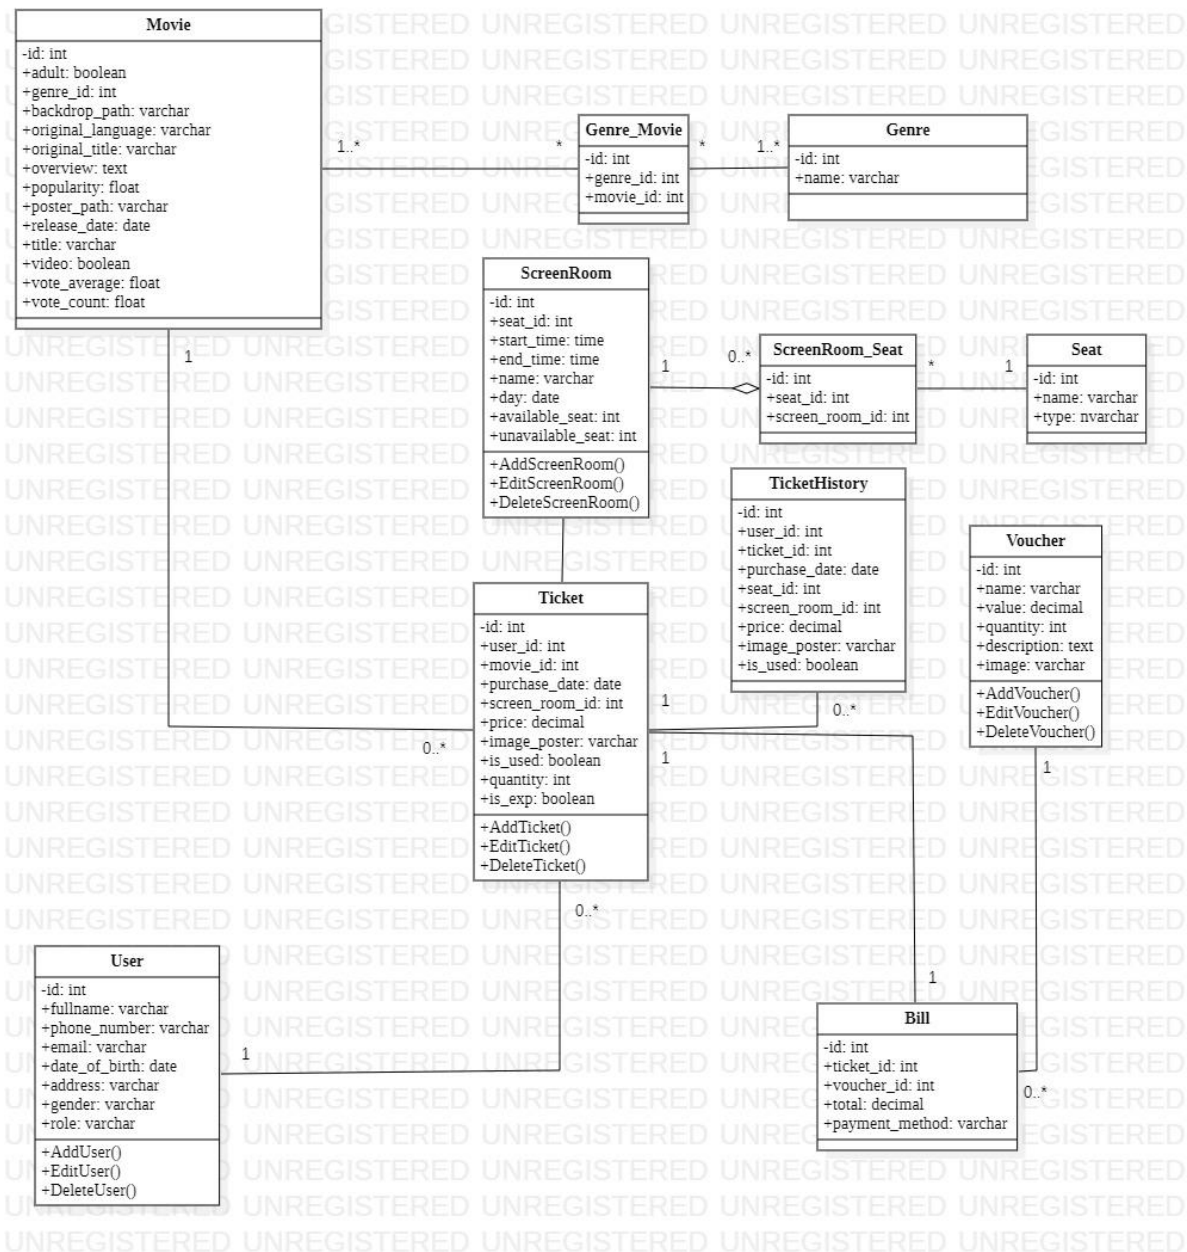 Movie
-id: int
+adult: boolean
+genre_id: int
+backdrop_path: varchar
+original_language: varchar
+original_title: varchar
+overview: text
+popularity: float
+poster_path: varchar
+release_date: date
+title: varchar
+video: boolean
+vote_average: float
+vote_count: float
1..*
*
Genre_Movie
-id: int
+genre_id: int
+movie_id: int
*
1..*
Genre
-id: int
+name: varchar
ScreenRoom
-id: int
+seat_id: int
+start_time: time
+end_time: time
+name: varchar
+day: date
+available_seat: int
+unavailable_seat: int
+AddScreenRoom()
+EditScreenRoom()
+DeleteScreenRoom()
1
0..*
ScreenRoom_Seat
-id: int
+seat_id: int
+screen_room_id: int
*
1
Seat
-id: int
+name: varchar
+type: nvarchar
1
TicketHistory
-id: int
+user_id: int
+ticket_id: int
+purchase_date: date
+seat_id: int
+screen_room_id: int
+price: decimal
+image_poster: varchar
+is_used: boolean
Voucher
-id: int
+name: varchar
+value: decimal
+quantity: int
+description: text
+image: varchar
+AddVoucher()
+EditVoucher()
+DeleteVoucher()
Ticket
-id: int
+user_id: int
+movie_id: int
+purchase_date: date
+screen_room_id: int
+price: decimal
+image_poster: varchar
+is_used: boolean
+quantity: int
+is_exp: boolean
+AddTicket()
+EditTicket()
+DeleteTicket()
1
0..*
0..*
1
1
0..*
User
-id: int
+fullname: varchar
+phone_number: varchar
+email: varchar
+date_of_birth: date
+address: varchar
+gender: varchar
+role: varchar
+AddUser()
+EditUser()
+DeleteUser()
1
1
Bill
-id: int
+ticket_id: int
+voucher_id: int
+total: decimal
+payment_method: varchar
0..*
UNREGISTERED UNREGISTERED UNREGISTERED UNREGISTERED UNREGISTERED